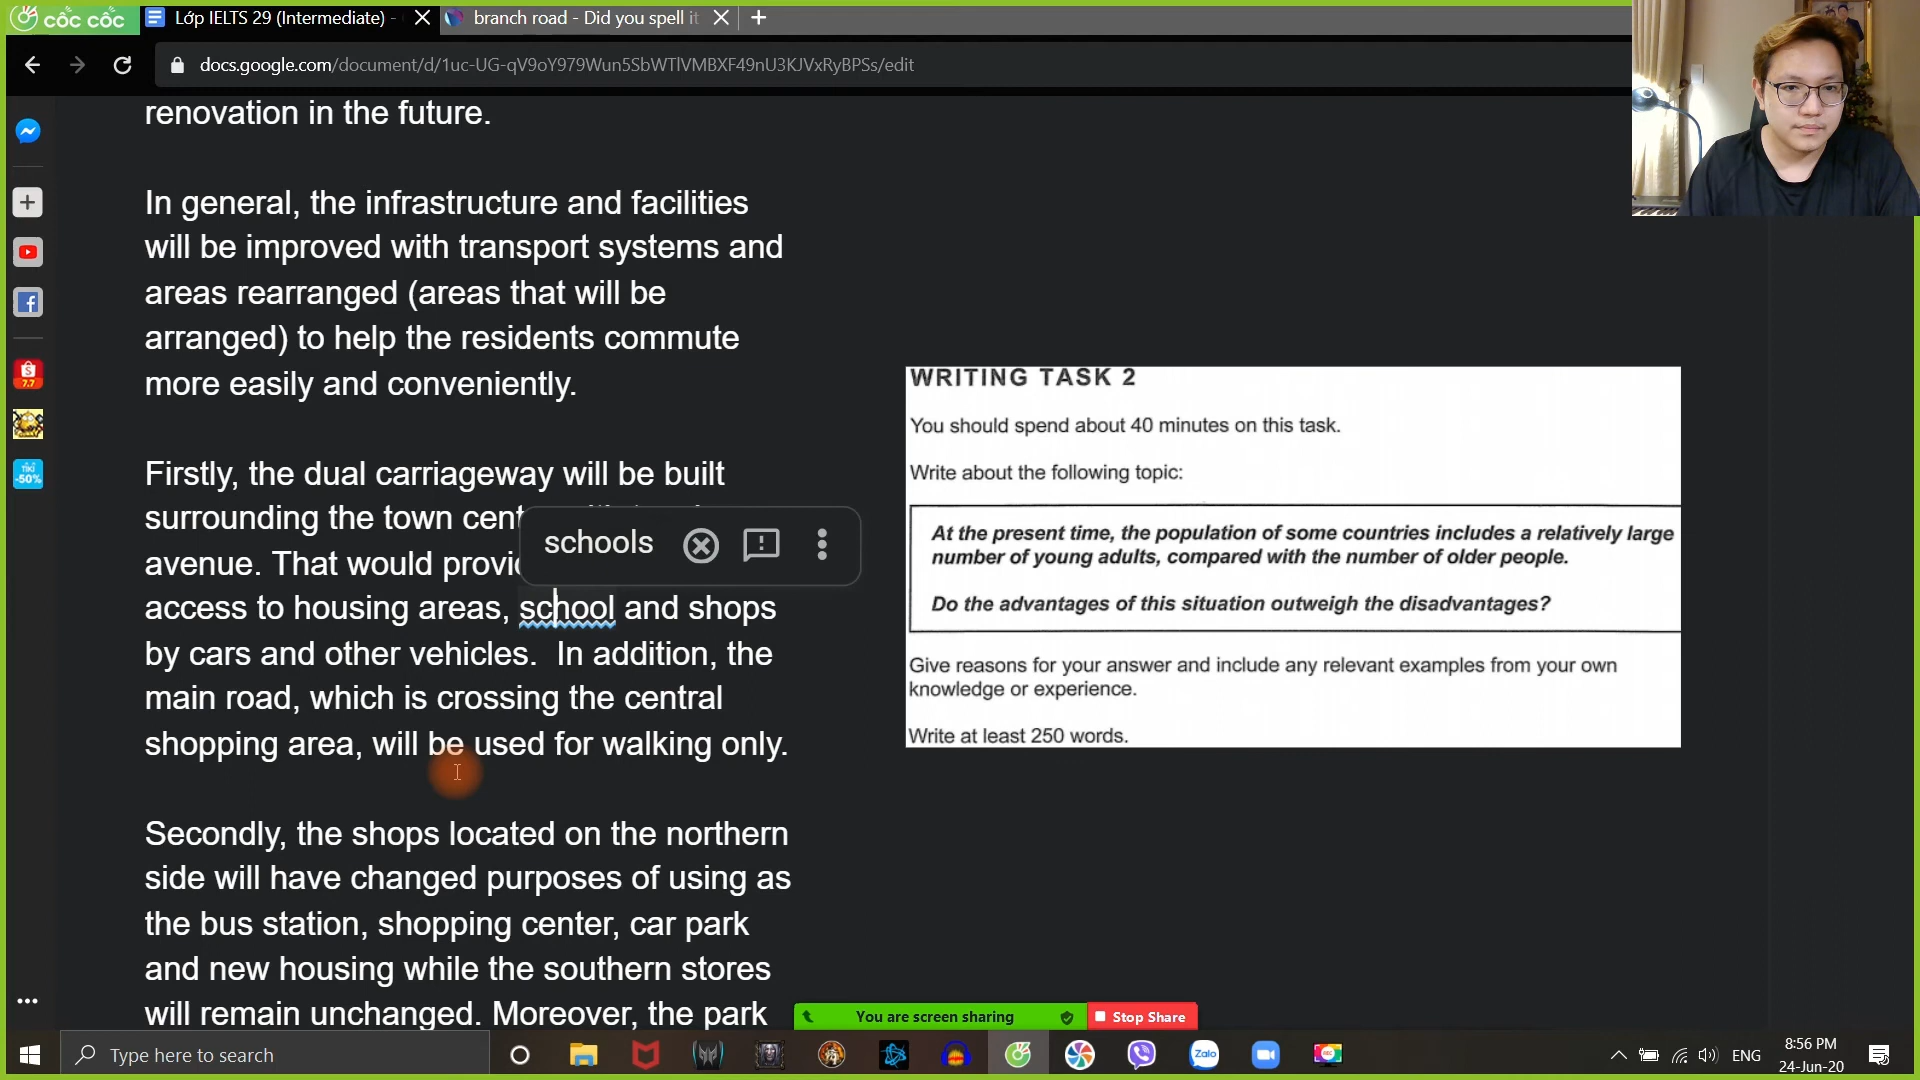 cốc cốc
Lớp IELTS 29 (Intermediate) -
branch road - Did you spell it
docs.google.com/document/d/1uc-UG-qV9oY979Wun5SbWTlVMBXF49nU3KJVxRyBPSs/edit
renovation in the future.
In general, the infrastructure and facilities
will be improved with transport systems and
areas rearranged (areas that will be
arranged) to help the residents commute
more easily and conveniently.
Firstly, the dual carriageway will be built
surrounding the town cent
avenue. That would provi
schools
access to housing areas, school and shops
by cars and other vehicles.  In addition, the
main road, which is crossing the central
shopping area, will be used for walking only.
Secondly, the shops located on the northern
side will have changed purposes of using as
the bus station, shopping center, car park
and new housing while the southern stores
will remain unchanged. Moreover, the park
WRITING TASK 2
You should spend about 40 minutes on this task.
Write about the following topic:
At the present time, the population of some countries includes a relatively large
number of young adults, compared with the number of older people.
Do the advantages of this situation outweigh the disadvantages?
Give reasons for your answer and include any relevant examples from your own
knowledge or experience.
Write at least 250 words.
7.7
TIKI
-50%
You are screen sharing
Stop Share
Type here to search
Zalo
ENG
8:56 PM
24-Jun-20